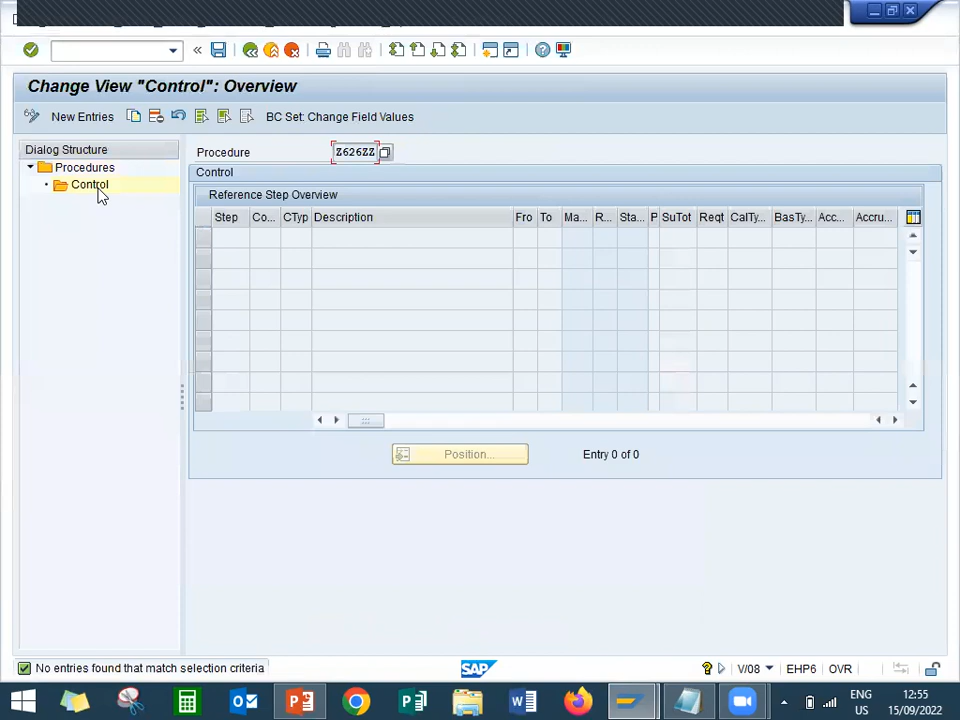 Change View "Control": Overview
New Entries
BC Set: Change Field Values
Dialog Structure
Procedures
Control
Procedure
Z626ZZ
Control
Reference Step Overview
Step Co... CTyp Description Fro To Ma... R... Sta... P SuTot Reqt CalTy... BasTy... Acc... Accru...
Position...
Entry 0 of 0
No entries found that match selection criteria
SAP
V/08 EHP6 OVR
ENG 12:55
US 15/09/2022